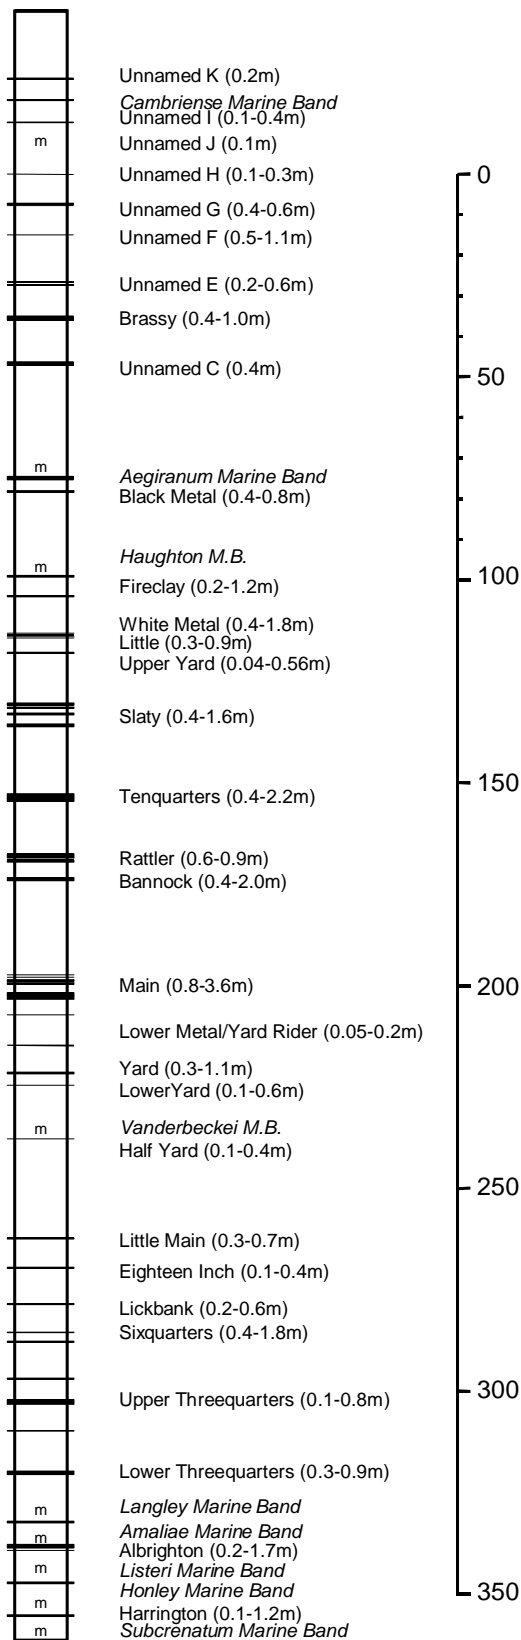 Unnamed K (0.2m)
Cambriense Marine Band
Unnamed I (0.1-0.4m)
m
Unnamed J (0.1m)
Unnamed H (0.1-0.3m)
0
Unnamed G (0.4-0.6m)
Unnamed F (0.5-1.1m)
Unnamed E (0.2-0.6m)
Brassy (0.4-1.0m)
Unnamed C (0.4m)
50
m
Aegiranum Marine Band
Black Metal (0.4-0.8m)
Haughton M.B.
m
100
Fireclay (0.2-1.2m)
White Metal (0.4-1.8m)
Little (0.3-0.9m)
Upper Yard (0.04-0.56m)
Slaty (0.4-1.6m)
150
Tenquarters (0.4-2.2m)
Rattler (0.6-0.9m)
Bannock (0.4-2.0m)
Main (0.8-3.6m)
200
Lower Metal/Yard Rider (0.05-0.2m)
Yard (0.3-1.1m)
LowerYard (0.1-0.6m)
m
Vanderbeckei M.B.
Half Yard (0.1-0.4m)
250
Little Main (0.3-0.7m)
Eighteen Inch (0.1-0.4m)
Lickbank (0.2-0.6m)
Sixquarters (0.4-1.8m)
300
Upper Threequarters (0.1-0.8m)
Lower Threequarters (0.3-0.9m)
m
Langley Marine Band
m
Amaliae Marine Band
Albrighton (0.2-1.7m)
m
Listeri Marine Band
Honley Marine Band
350
m
Harrington (0.1-1.2m)
m
Subcrenatum Marine Band